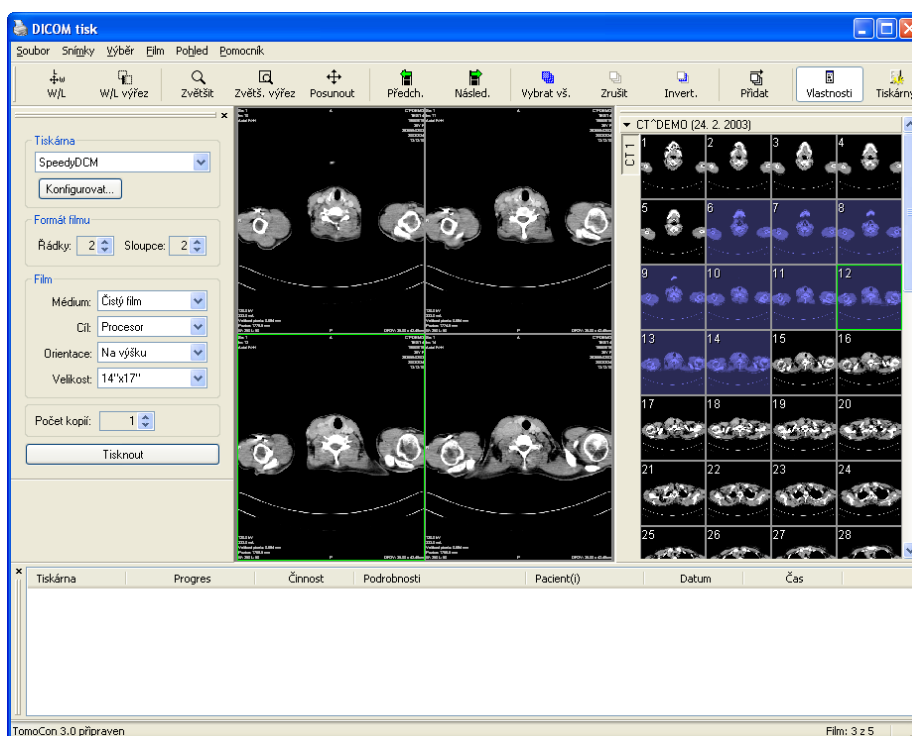 DICOM tisk
Soubor Snímky Výběr Film Pohled Pomocník
W/L W/L výřez Zvětšit Zvětš. výřez Posunout Předch. Násled. Vybrat vš. Zrušit Invert. Přidat Vlastnosti Tiskárny
Tiskárna
SpeedyDCM
Konfigurovat...
Formát filmu
Řádky: 2 Sloupce: 2
Film
Médium: Čistý film
Cíl: Procesor
Orientace: Na výšku
Velikost: 14"x17"
Počet kopií: 1
Tisknout
CT^DEMO (24. 2. 2003)
CT 1
1 2 3 4
5 6 7 8
9 10 11 12
13 14 15 16
17 18 19 20
21 22 23 24
25 26 27 28
Tiskárna Progres Činnost Podrobnosti Pacient(i) Datum Čas
TomoCon 3.0 připraven Film: 3 z 5